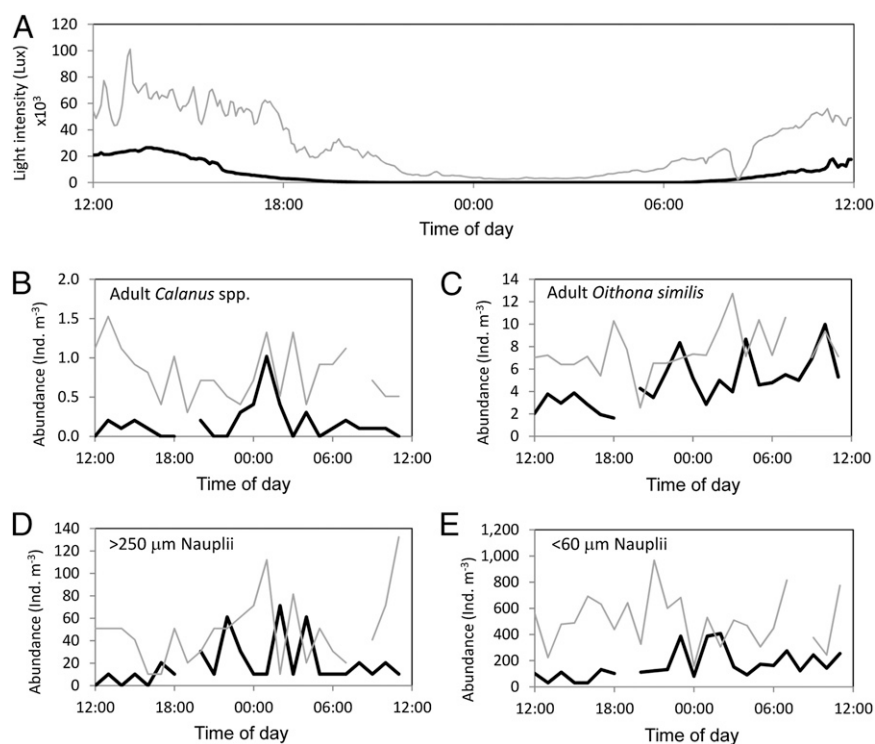 A
Light intensity (Lux)
x10³
120
100
80
60
40
20
0
12:00 18:00 00:00 06:00 12:00
Time of day
B
Adult Calanus spp.
Abundance (Ind. m⁻³)
2.0
1.5
1.0
0.5
0.0
12:00 18:00 00:00 06:00 12:00
Time of day
C
Adult Oithona similis
Abundance (Ind. m⁻³)
14
12
10
8
6
4
2
0
12:00 18:00 00:00 06:00 12:00
Time of day
D
>250 µm Nauplii
Abundance (Ind. m⁻³)
140
120
100
80
60
40
20
0
12:00 18:00 00:00 06:00 12:00
Time of day
E
<60 µm Nauplii
Abundance (Ind. m⁻³)
1,200
1,000
800
600
400
200
0
12:00 18:00 00:00 06:00 12:00
Time of day